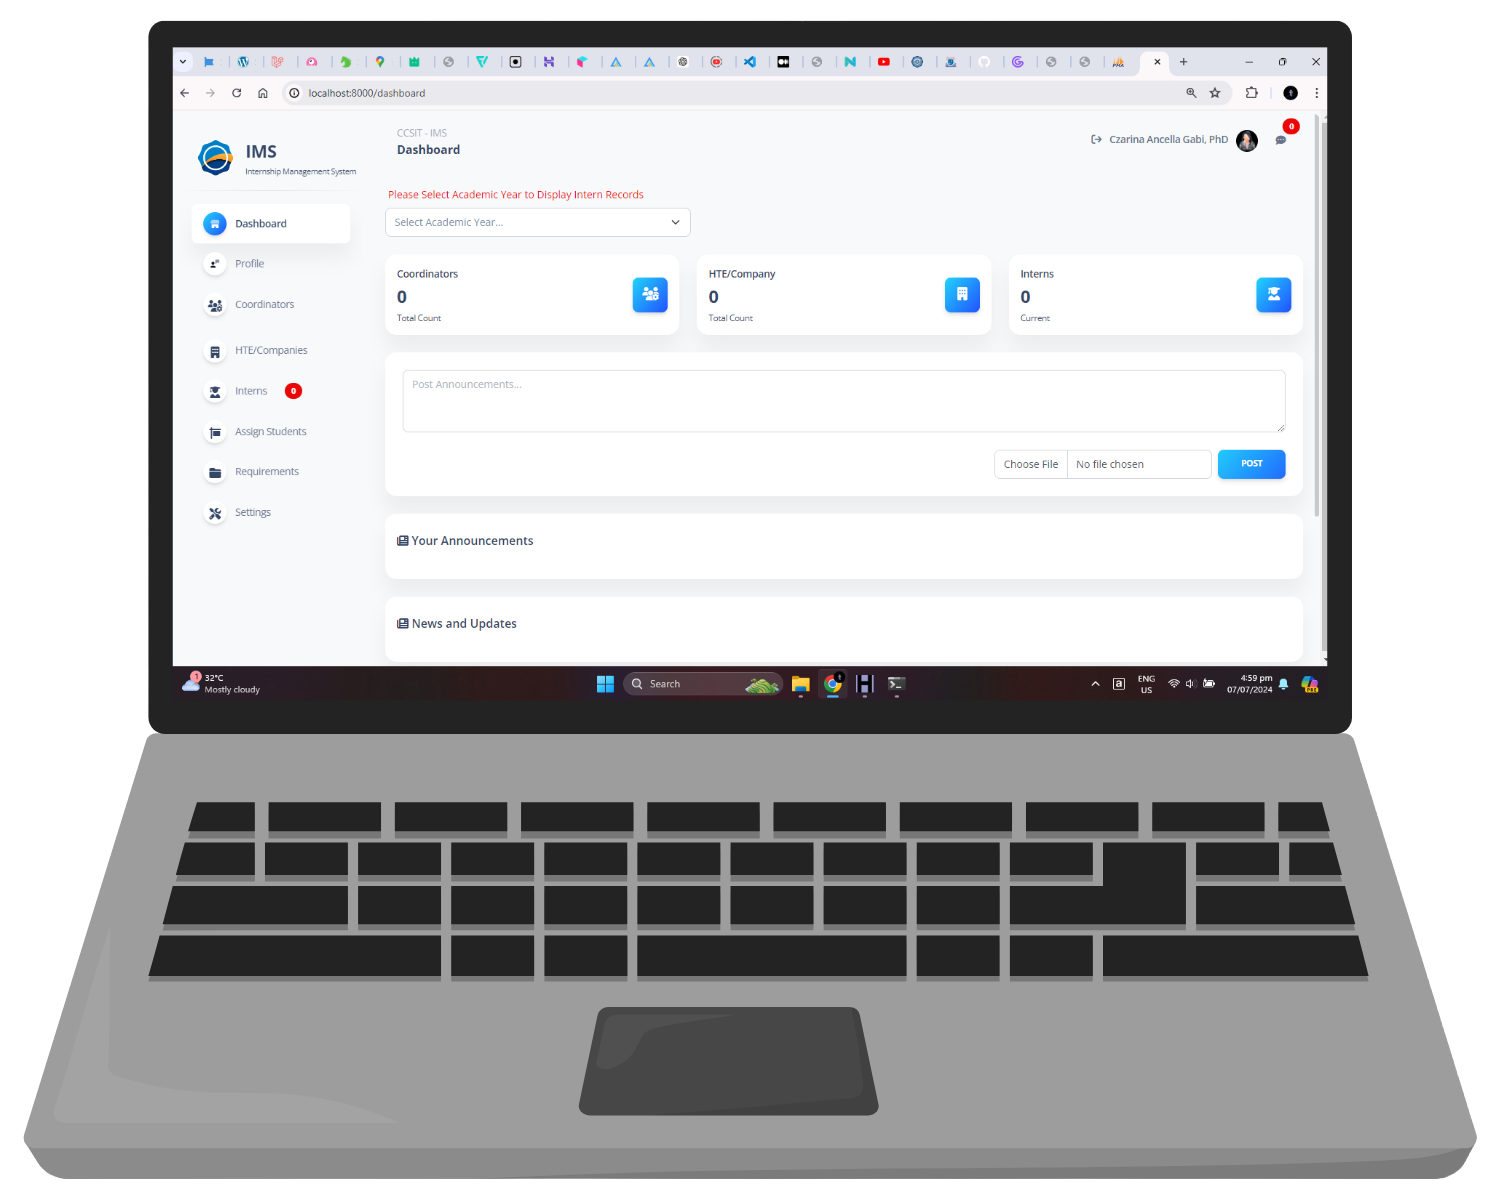 localhost:8000/dashboard
IMS
Internship Management System
CCSIT - IMS
Dashboard
Czarina Ancella Gabi, PhD
0
Please Select Academic Year to Display Intern Records
Select Academic Year...
Dashboard
Profile
Coordinators
HTE/Companies
Interns 0
Assign Students
Requirements
Settings
Coordinators
0
Total Count
HTE/Company
0
Total Count
Interns
0
Current
Post Announcements...
Choose File No file chosen
POST
Your Announcements
News and Updates
1
32°C
Mostly cloudy
Search
ENG
US
4:59 pm
07/07/2024